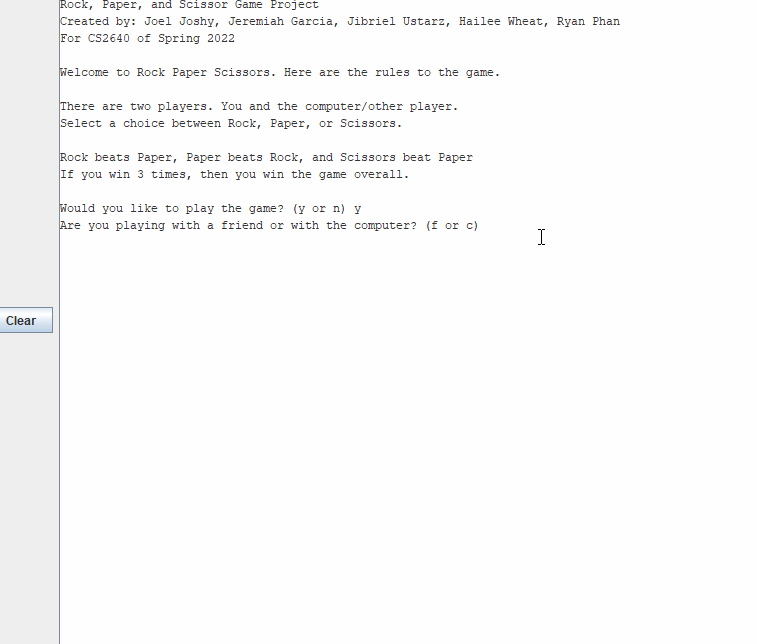 Rock, Paper, and Scissor Game Project
Created by: Joel Joshy, Jeremiah Garcia, Jibriel Ustarz, Hailee Wheat, Ryan Phan
For CS2640 of Spring 2022
Welcome to Rock Paper Scissors. Here are the rules to the game.
There are two players. You and the computer/other player.
Select a choice between Rock, Paper, or Scissors.
Rock beats Paper, Paper beats Rock, and Scissors beat Paper
If you win 3 times, then you win the game overall.
Would you like to play the game? (y or n) y
Are you playing with a friend or with the computer? (f or c)
Clear